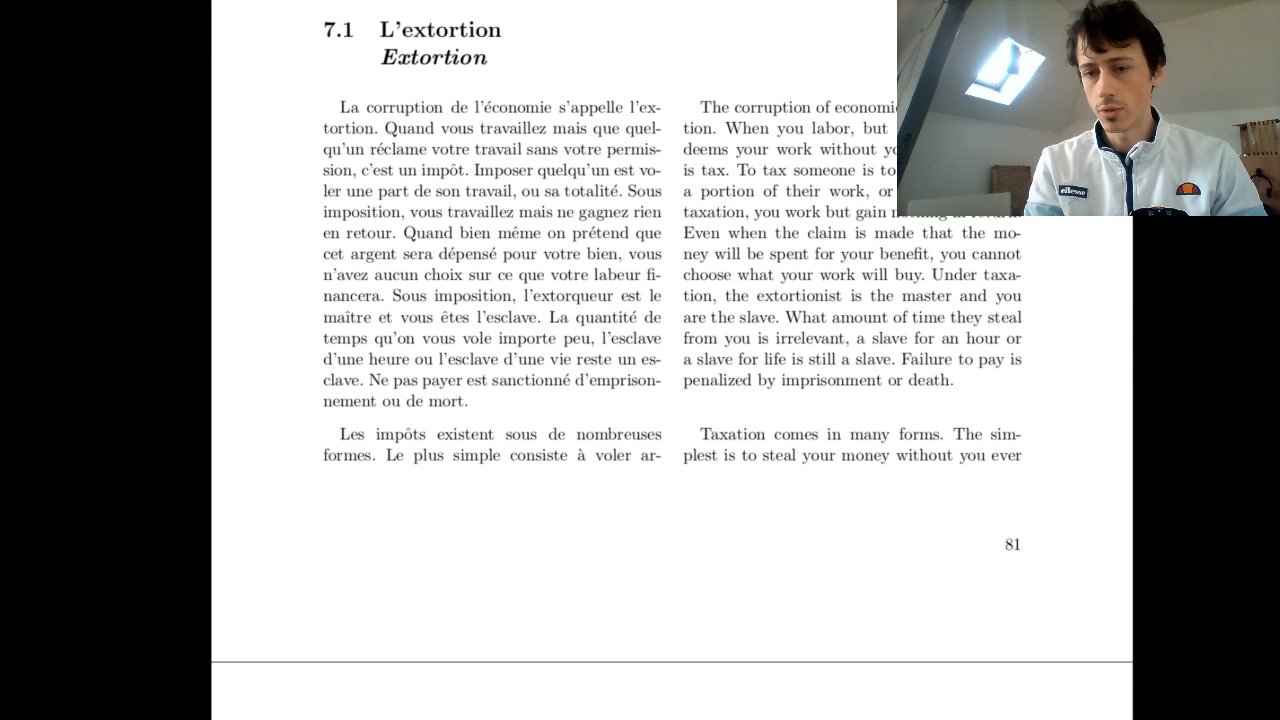 7.1 L'extortion
Extortion
La corruption de l'économie s'appelle l'ex-
tortion. Quand vous travaillez mais que quel-
qu'un réclame votre travail sans votre permis-
sion, c'est un impôt. Imposer quelqu'un est vo-
ler une part de son travail, ou sa totalité. Sous
imposition, vous travaillez mais ne gagnez rien
en retour. Quand bien même on prétend que
cet argent sera dépensé pour votre bien, vous
n'avez aucun choix sur ce que votre labeur fi-
nancera. Sous imposition, l'extorqueur est le
maître et vous êtes l'esclave. La quantité de
temps qu'on vous vole importe peu, l'esclave
d'une heure ou l'esclave d'une vie reste un es-
clave. Ne pas payer est sanctionné d'emprison-
nement ou de mort.
Les impôts existent sous de nombreuses
formes. Le plus simple consiste à voler ar-
The corruption of
tion. When you labor, but
deems your work without
is tax. To tax someone is to
a portion of their work, or
taxation, you work but gain
Even when the claim is made that the mo-
ney will be spent for your benefit, you cannot
choose what your work will buy. Under taxa-
tion, the extortionist is the master and you
are the slave. What amount of time they steal
from you is irrelevant, a slave for an hour or
a slave for life is still a slave. Failure to pay is
penalized by imprisonment or death.
Taxation comes in many forms. The sim-
plest is to steal your money without you ever
81
ellesse